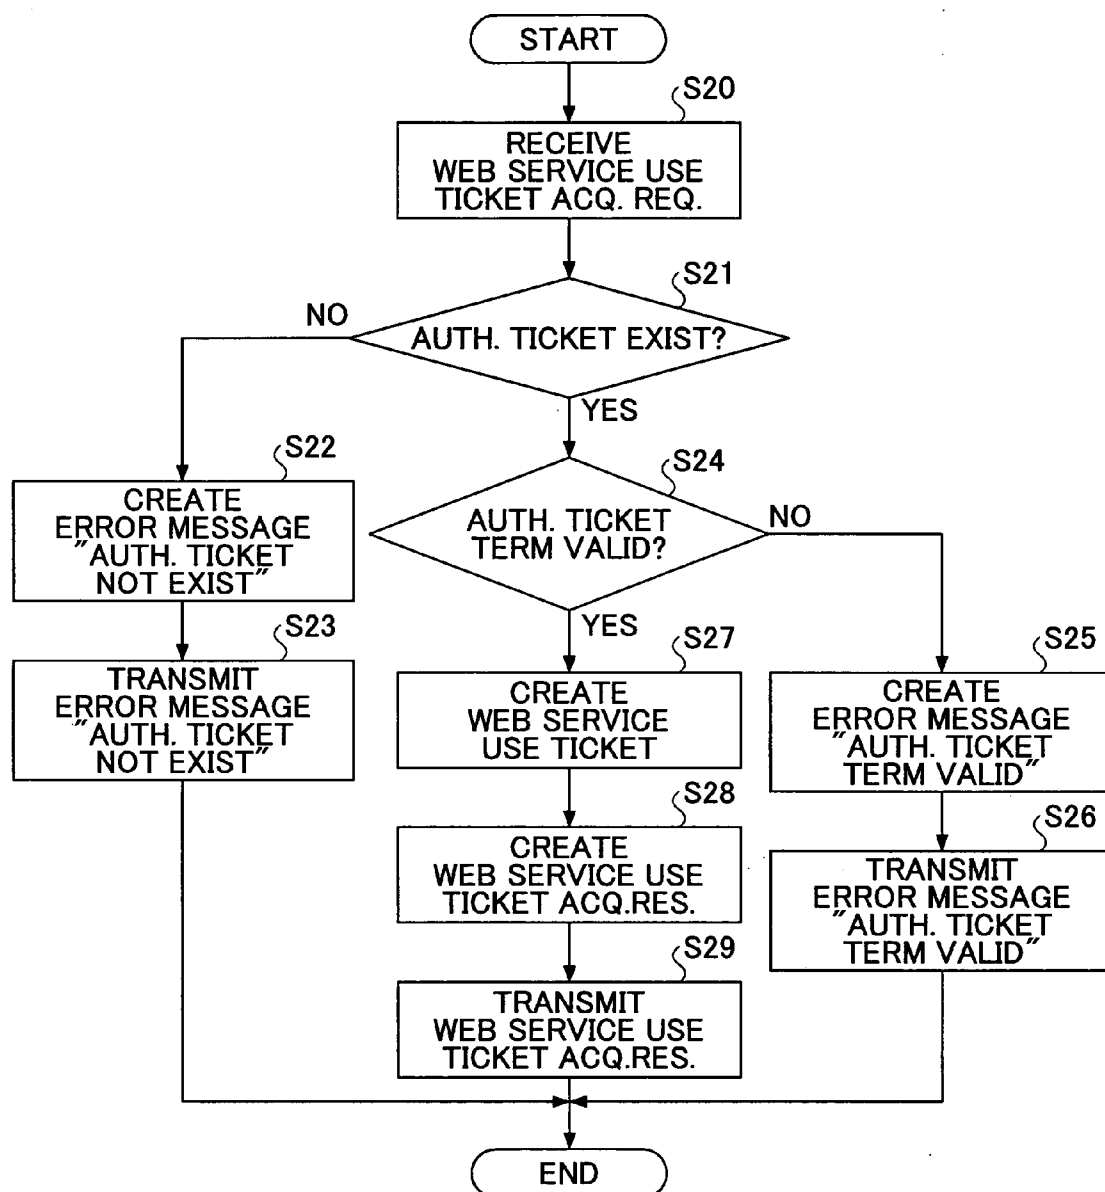 START
S20
RECEIVE
WEB SERVICE USE
TICKET ACQ. REQ.
S21
NO
AUTH. TICKET EXIST?
YES
S22
CREATE
ERROR MESSAGE
"AUTH. TICKET
NOT EXIST"
S24
AUTH. TICKET
TERM VALID?
NO
YES
S23
TRANSMIT
ERROR MESSAGE
"AUTH. TICKET
NOT EXIST"
S27
CREATE
WEB SERVICE
USE TICKET
S25
CREATE
ERROR MESSAGE
"AUTH. TICKET
TERM VALID"
S28
CREATE
WEB SERVICE USE
TICKET ACQ.RES.
S26
TRANSMIT
ERROR MESSAGE
"AUTH. TICKET
TERM VALID"
S29
TRANSMIT
WEB SERVICE USE
TICKET ACQ.RES.
END